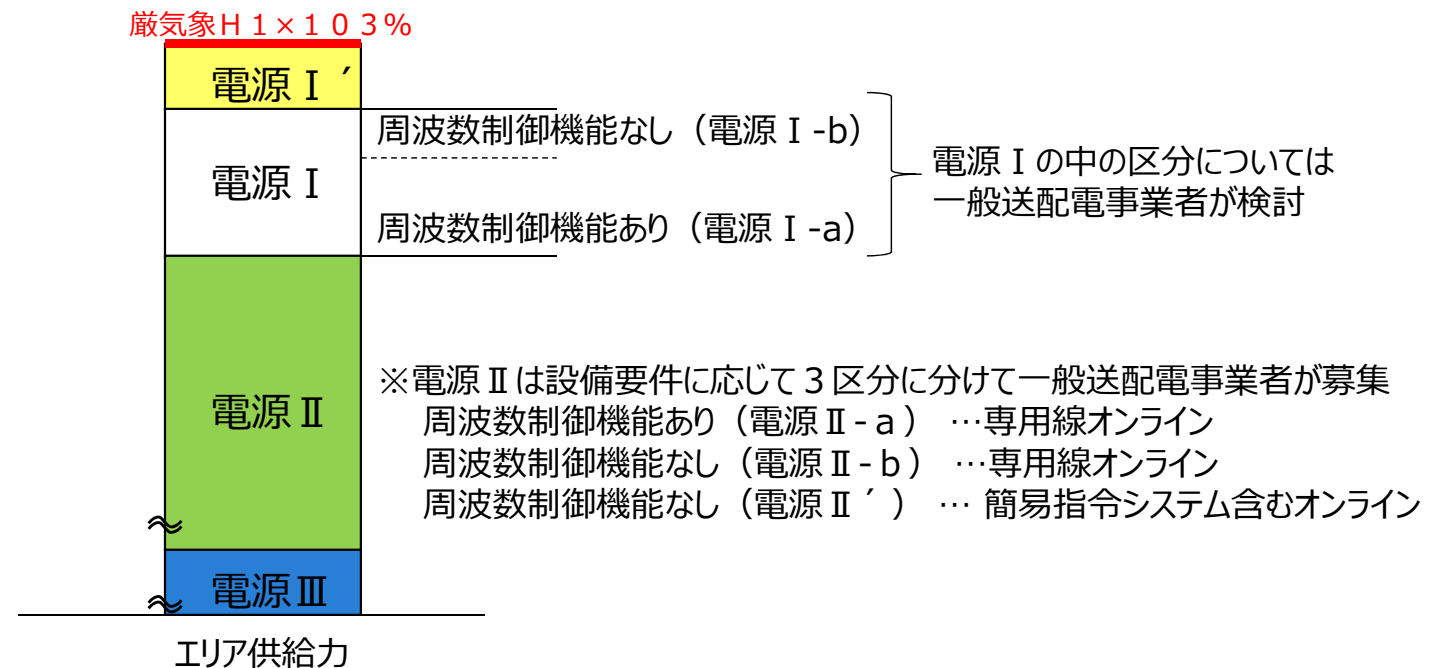 厳気象Ｈ１×１０３％
電源Ⅰ´
周波数制御機能なし（電源Ⅰ-b）
電源Ⅰの中の区分については
一般送配電事業者が検討
電源Ⅰ
周波数制御機能あり（電源Ⅰ-a）
※電源Ⅱは設備要件に応じて３区分に分けて一般送配電事業者が募集
電源Ⅱ
周波数制御機能あり（電源Ⅱ-ａ） …専用線オンライン
周波数制御機能なし（電源Ⅱ-ｂ） …専用線オンライン
周波数制御機能なし（電源Ⅱ´） … 簡易指令システム含むオンライン
電源Ⅲ
エリア供給力